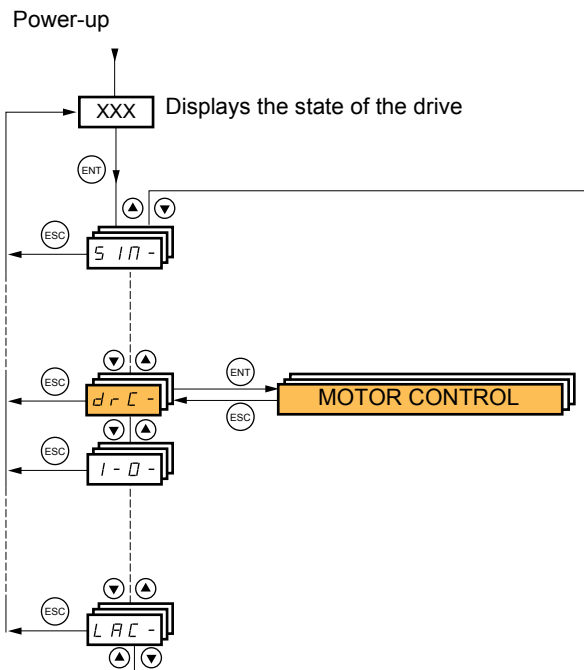 Power-up
XXX Displays the state of the drive
ENT
ESC
SIM-
ESC
drC-
ENT
ESC
MOTOR CONTROL
ESC
I-O-
ESC
LAC-